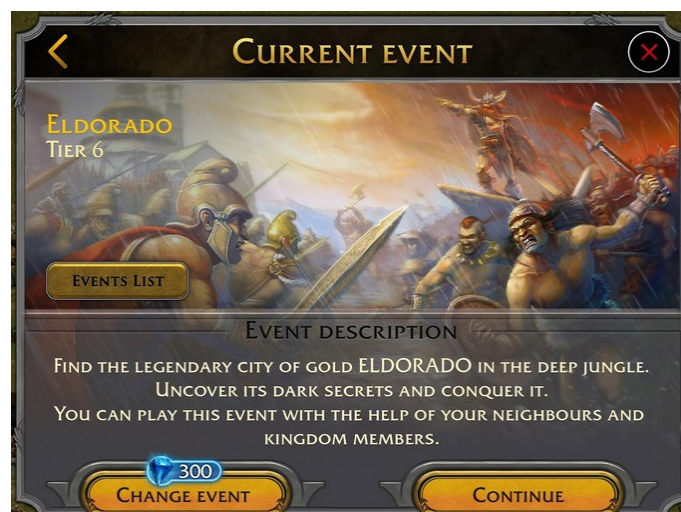 Current event
Eldorado
Tier 6
Events List
Event description
Find the legendary city of gold ELDORADO in the deep jungle.
Uncover its dark secrets and conquer it.
You can play this event with the help of your neighbours and
kingdom members.
300
Change event
Continue